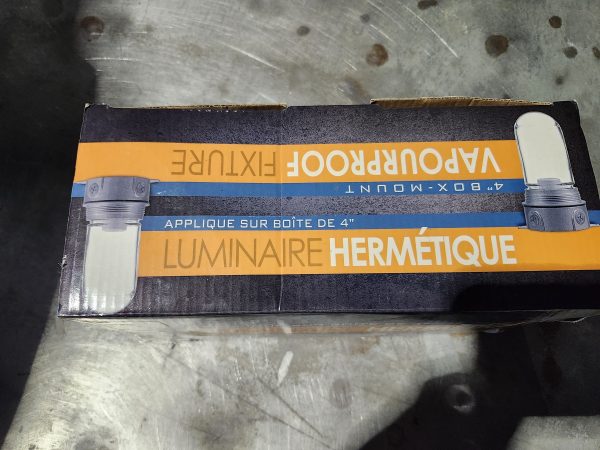 VAPOURPROOF FIXTURE
4" BOX-MOUNT
APPLIQUE SUR BOÎTE DE 4"
LUMINAIRE HERMÉTIQUE